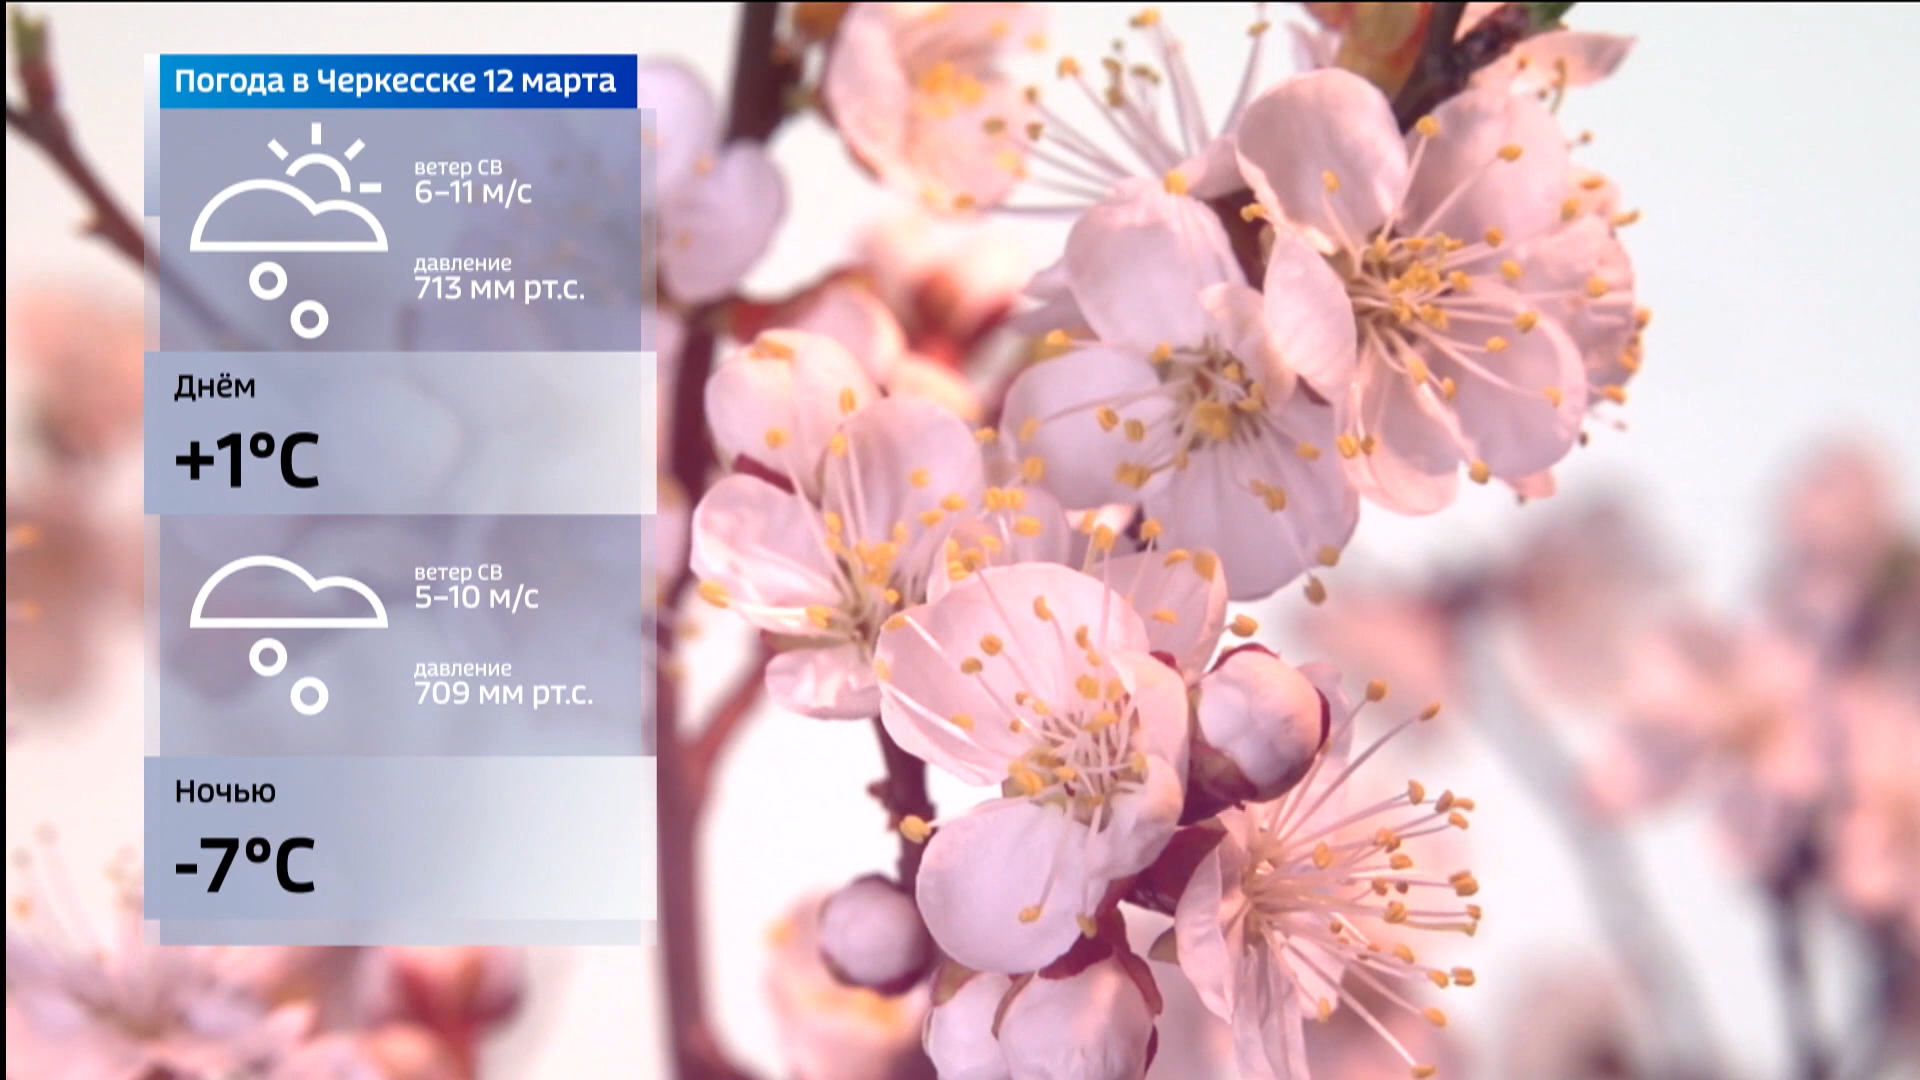 Погода в Черкесске 12 марта
ветер СВ
6–11 м/с
давление
713 мм рт.с.
Днём
+1°C
ветер СВ
5–10 м/с
давление
709 мм рт.с.
Ночью
-7°C